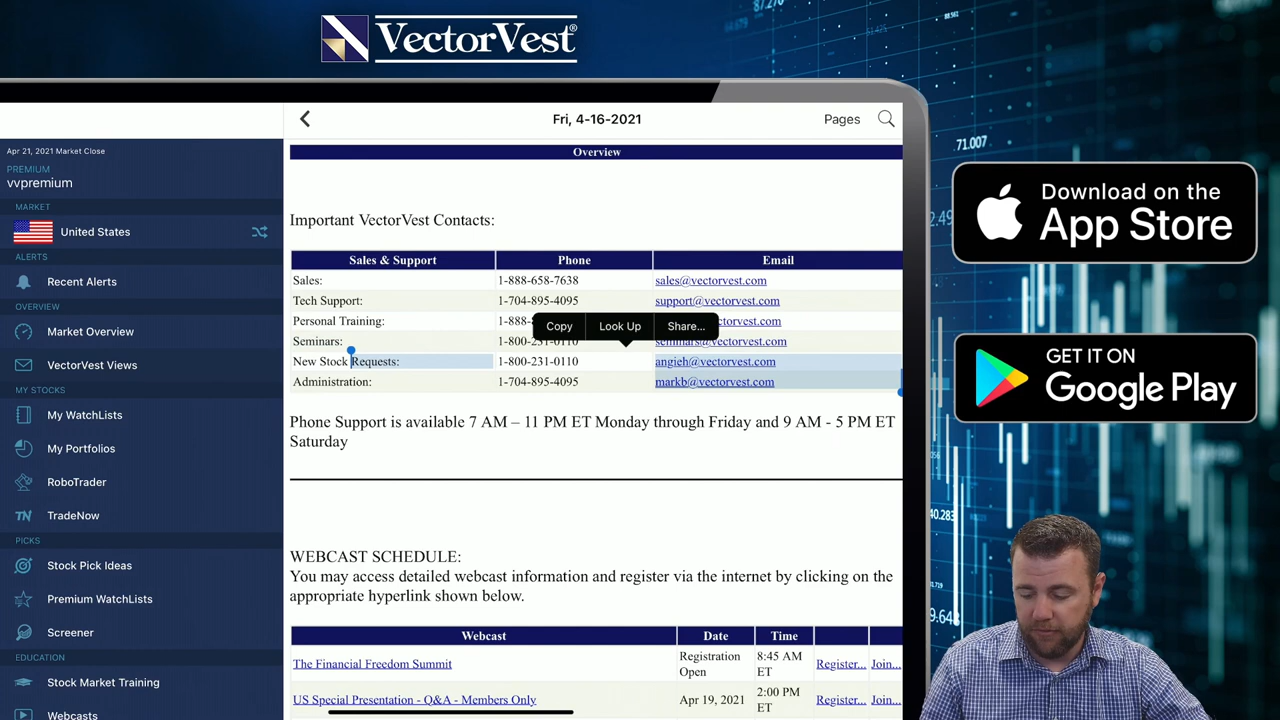 VectorVest®
Fri, 4-16-2021
Pages
Apr 21, 2021 Market Close
PREMIUM
vvpremium
MARKET
United States
ALERTS
Recent Alerts
OVERVIEW
Market Overview
VectorVest Views
MY STOCKS
My WatchLists
My Portfolios
RoboTrader
TN TradeNow
PICKS
Stock Pick Ideas
Premium WatchLists
Screener
EDUCATION
Stock Market Training
Webcasts
Overview
Important VectorVest Contacts:
Sales & Support Phone Email
Sales: 1-888-658-7638 sales@vectorvest.com
Tech Support: 1-704-895-4095 support@vectorvest.com
Personal Training: 1-888- torvest.com
Copy Look Up Share...
Seminars: 1-800-231-0110 seminars@vectorvest.com
New Stock Requests: 1-800-231-0110 angieh@vectorvest.com
Administration: 1-704-895-4095 markb@vectorvest.com
Phone Support is available 7 AM – 11 PM ET Monday through Friday and 9 AM - 5 PM ET
Saturday
WEBCAST SCHEDULE:
You may access detailed webcast information and register via the internet by clicking on the
appropriate hyperlink shown below.
Webcast Date Time
The Financial Freedom Summit Registration Open 8:45 AM ET Register... Join...
US Special Presentation - Q&A - Members Only Apr 19, 2021 2:00 PM ET Register... Join...
Download on the
App Store
GET IT ON
Google Play
71.007
40.283